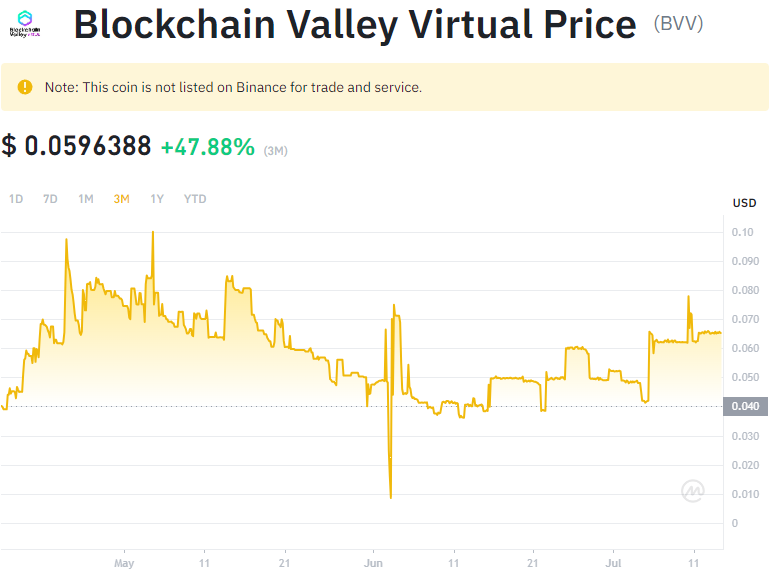 Blockchain Valley Virtual Price (BVV)
Blockchain
Valley
Note: This coin is not listed on Binance for trade and service.
$ 0.0596388 +47.88% (3M)
1D 7D 1M 3M 1Y YTD
USD
0.10
0.090
0.080
0.070
0.060
0.050
0.040
0.030
0.020
0.010
0
May 11 21 Jun 11 21 Jul 11